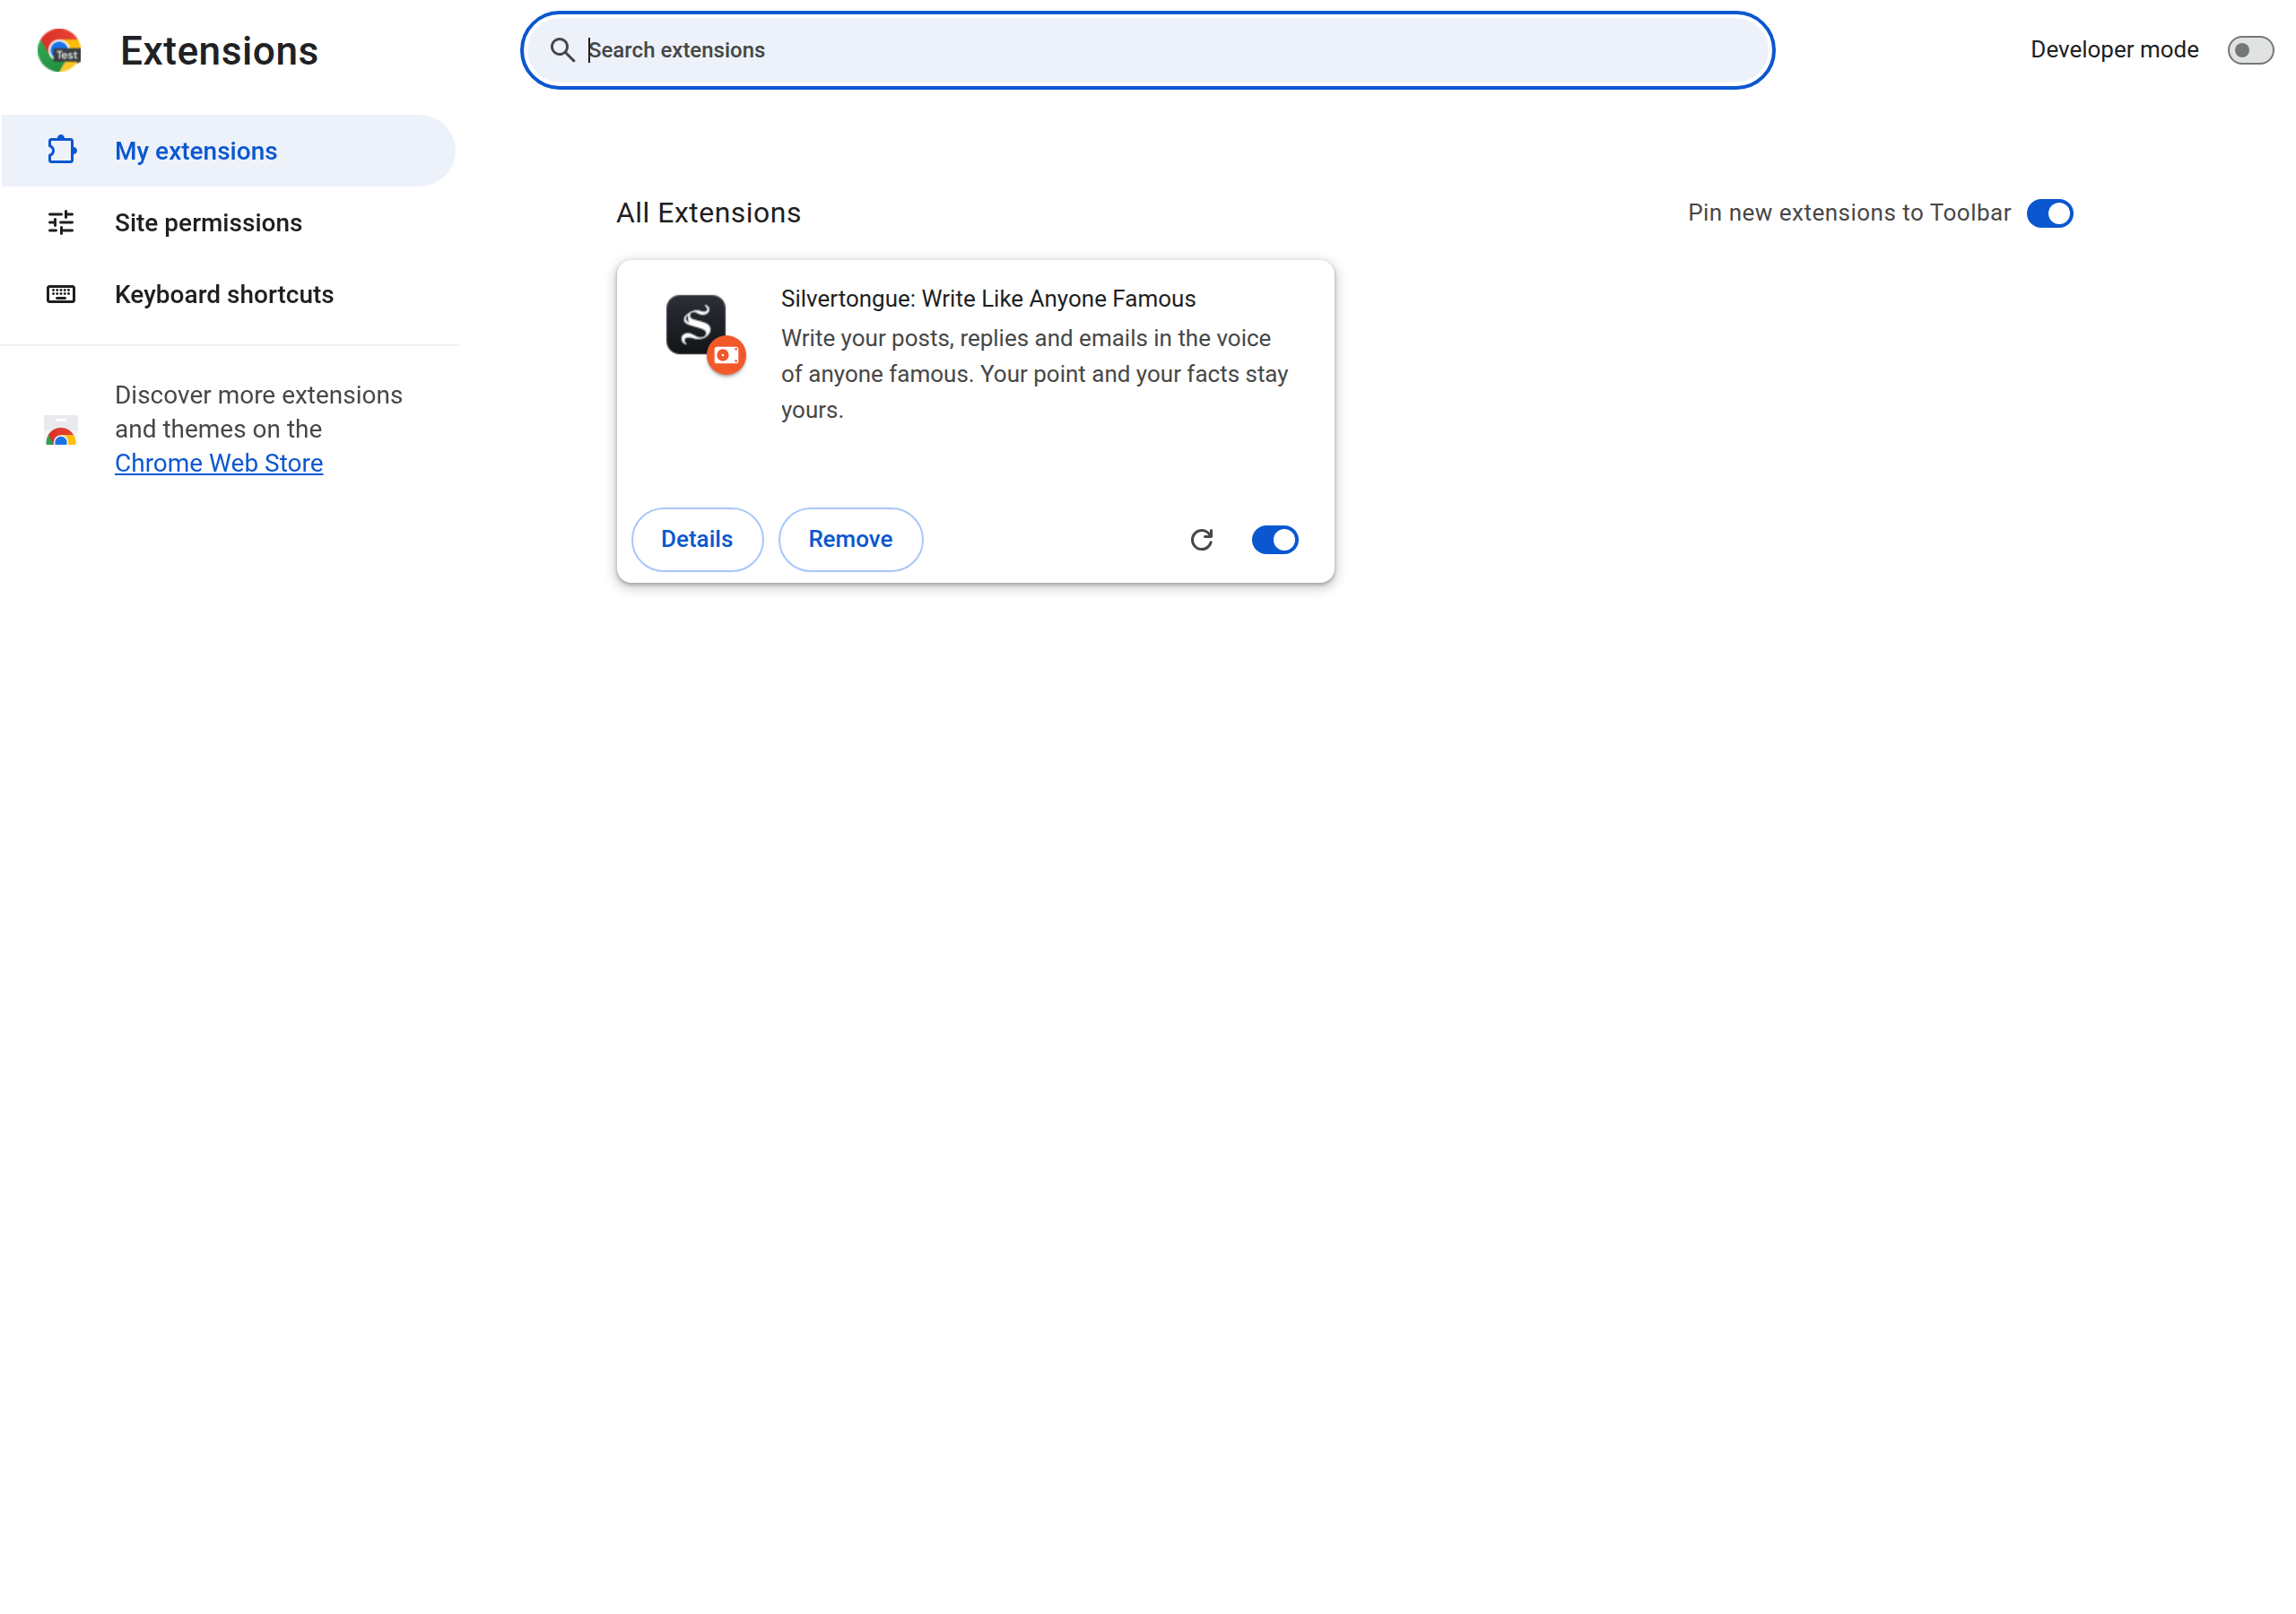 Extensions
Search extensions
Developer mode
My extensions
Site permissions
Keyboard shortcuts
Discover more extensions
and themes on the
Chrome Web Store
All Extensions
Pin new extensions to Toolbar
Silvertongue: Write Like Anyone Famous
Write your posts, replies and emails in the voice
of anyone famous. Your point and your facts stay
yours.
Details
Remove
Test
S